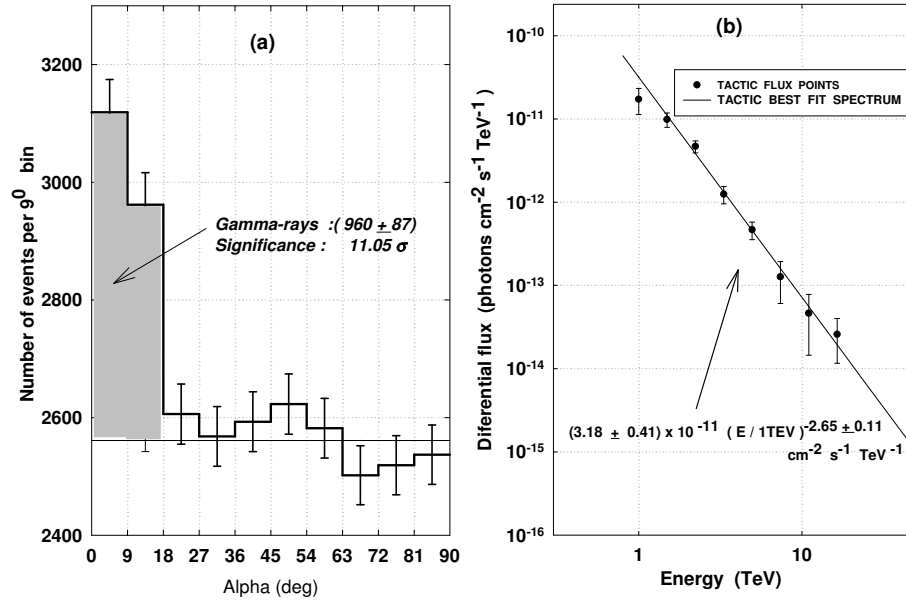 (a)
Number of events per 9⁰ bin
3200
3000
2800
2600
2400
Gamma-rays :( 960 ± 87)
Significance : 11.05 σ
0 9 18 27 36 45 54 63 72 81 90
Alpha (deg)
(b)
Diferential flux (photons cm⁻² s⁻¹ TeV⁻¹)
10⁻¹⁰
10⁻¹¹
10⁻¹²
10⁻¹³
10⁻¹⁴
10⁻¹⁵
10⁻¹⁶
TACTIC FLUX POINTS
TACTIC BEST FIT SPECTRUM
(3.18 ± 0.41) x 10⁻¹¹ ( E / 1TEV )⁻²·⁶⁵ ± ⁰·¹¹
cm⁻² s⁻¹ TeV⁻¹
1 10
Energy (TeV)